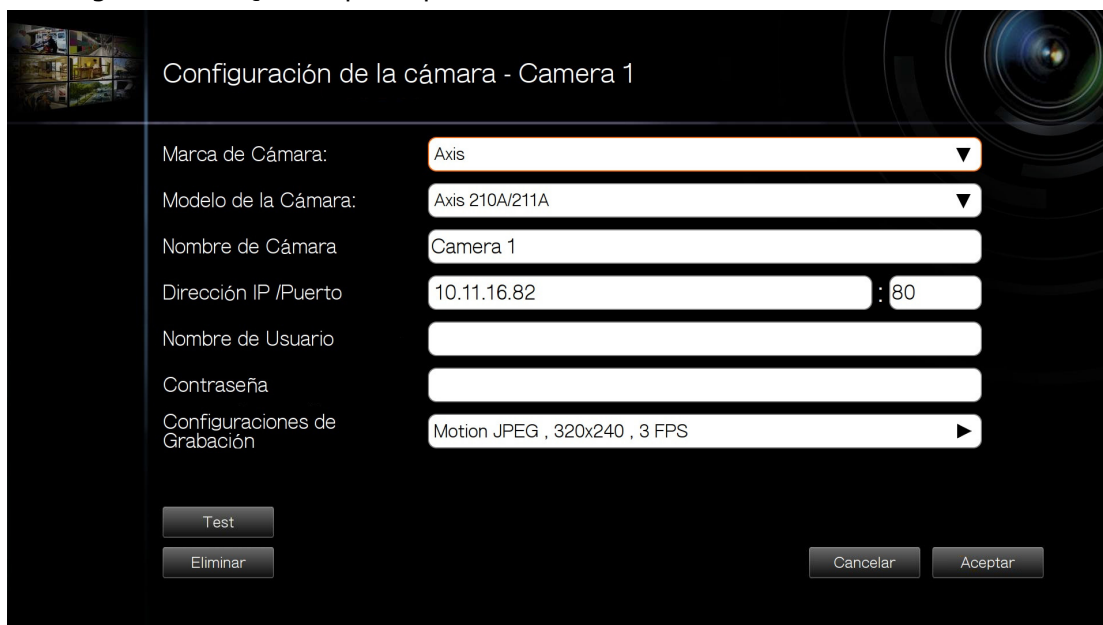 Configuración de la cámara - Camera 1
Marca de Cámara:
Axis
Modelo de la Cámara:
Axis 210A/211A
Nombre de Cámara
Camera 1
Dirección IP /Puerto
10.11.16.82 : 80
Nombre de Usuario
Contraseña
Configuraciones de
Grabación
Motion JPEG , 320x240 , 3 FPS
Test
Eliminar
Cancelar
Aceptar